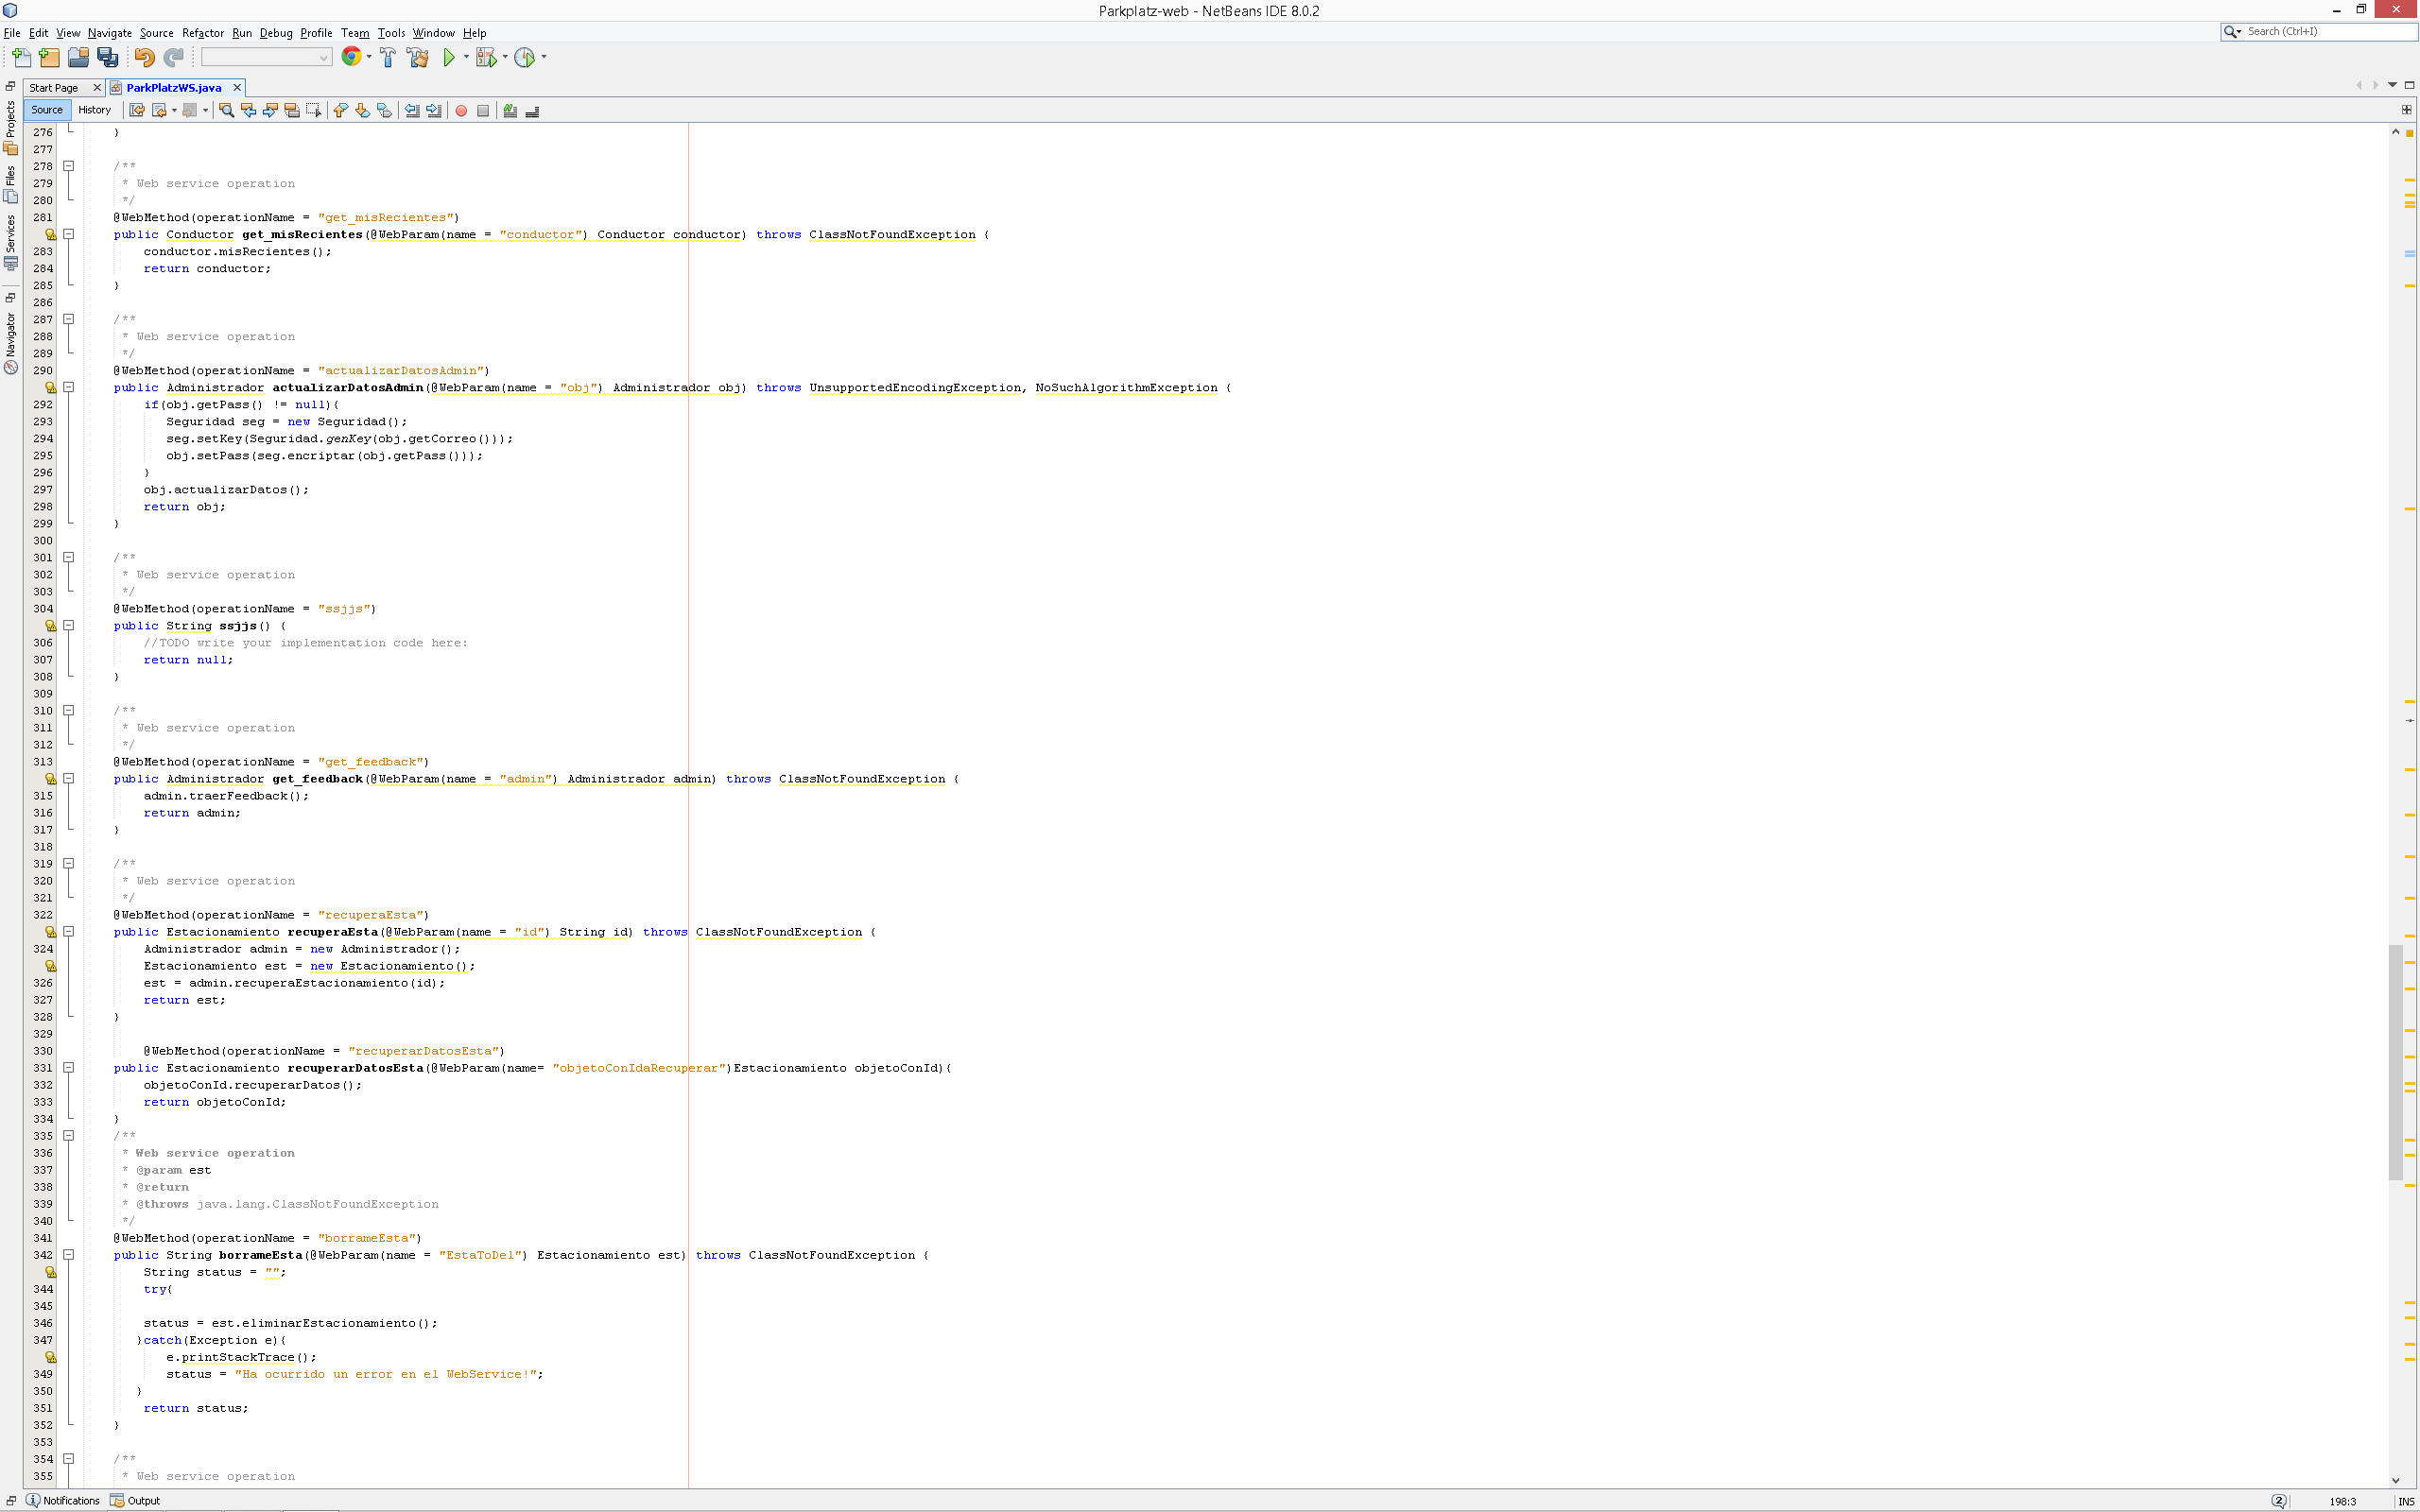 Parkplatz-web - NetBeans IDE 8.0.2
File Edit View Navigate Source Refactor Run Debug Profile Team Tools Window Help
Search (Ctrl+I)
Start Page
ParkPlatzWS.java
Source History
Projects
Files
Services
Navigator
276 }
277
278 /**
279 * Web service operation
280 */
281 @WebMethod(operationName = "get_misRecientes")
public Conductor get_misRecientes(@WebParam(name = "conductor") Conductor conductor) throws ClassNotFoundException {
283 conductor.misRecientes();
284 return conductor;
285 }
286
287 /**
288 * Web service operation
289 */
290 @WebMethod(operationName = "actualizarDatosAdmin")
public Administrador actualizarDatosAdmin(@WebParam(name = "obj") Administrador obj) throws UnsupportedEncodingException, NoSuchAlgorithmException {
292 if(obj.getPass() != null){
293 Seguridad seg = new Seguridad();
294 seg.setKey(Seguridad.genKey(obj.getCorreo()));
295 obj.setPass(seg.encriptar(obj.getPass()));
296 }
297 obj.actualizarDatos();
298 return obj;
299 }
300
301 /**
302 * Web service operation
303 */
304 @WebMethod(operationName = "ssjjs")
public String ssjjs() {
306 //TODO write your implementation code here:
307 return null;
308 }
309
310 /**
311 * Web service operation
312 */
313 @WebMethod(operationName = "get_feedback")
public Administrador get_feedback(@WebParam(name = "admin") Administrador admin) throws ClassNotFoundException {
315 admin.traerFeedback();
316 return admin;
317 }
318
319 /**
320 * Web service operation
321 */
322 @WebMethod(operationName = "recuperaEsta")
public Estacionamiento recuperaEsta(@WebParam(name = "id") String id) throws ClassNotFoundException {
324 Administrador admin = new Administrador();
Estacionamiento est = new Estacionamiento();
326 est = admin.recuperaEstacionamiento(id);
327 return est;
328 }
329
330 @WebMethod(operationName = "recuperarDatosEsta")
331 public Estacionamiento recuperarDatosEsta(@WebParam(name= "objetoConIdaRecuperar")Estacionamiento objetoConId){
332 objetoConId.recuperarDatos();
333 return objetoConId;
334 }
335 /**
336 * Web service operation
337 * @param est
338 * @return
339 * @throws java.lang.ClassNotFoundException
340 */
341 @WebMethod(operationName = "borrameEsta")
342 public String borrameEsta(@WebParam(name = "EstaToDel") Estacionamiento est) throws ClassNotFoundException {
String status = "";
344 try{
345
346 status = est.eliminarEstacionamiento();
347 }catch(Exception e){
e.printStackTrace();
349 status = "Ha ocurrido un error en el WebService!";
350 }
351 return status;
352 }
353
354 /**
355 * Web service operation
Notifications Output
2 198:3 INS